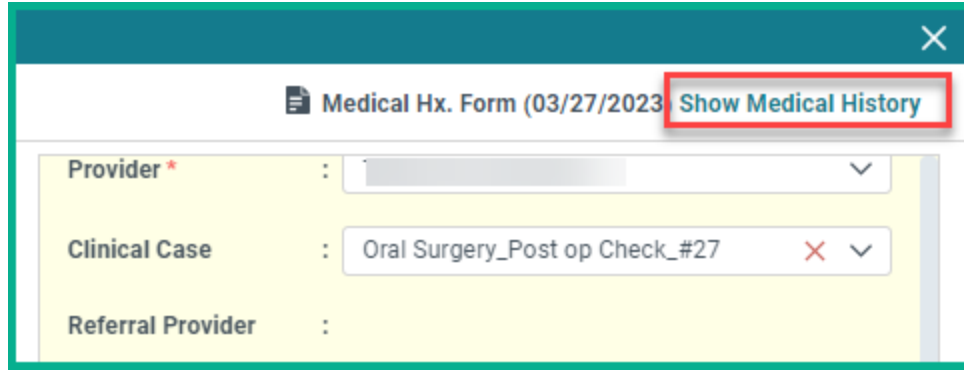 Medical Hx. Form (03/27/2023) Show Medical History
Provider * :
Clinical Case : Oral Surgery_Post op Check_#27
Referral Provider :